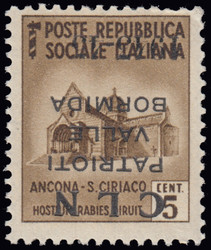 POSTE REPUBBLICA
SOCIALE ITALIANA
BORMIDA
VALLE
PATRIOTI
ANCONA - S. CIRIACO CENT.
HOSTIUM RABIES DIRUIT 5
C L N